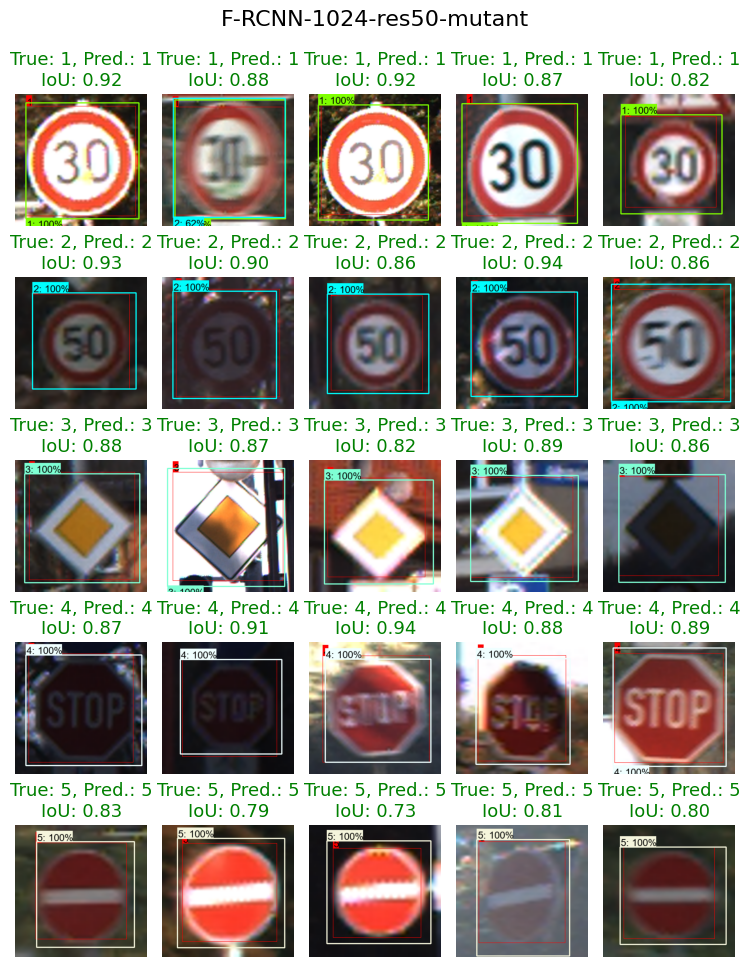 F-RCNN-1024-res50-mutant
True: 1, Pred.: 1 True: 1, Pred.: 1 True: 1, Pred.: 1 True: 1, Pred.: 1 True: 1, Pred.: 1
IoU: 0.92 IoU: 0.88 IoU: 0.92 IoU: 0.87 IoU: 0.82
1: 100% 1 1: 100%
30 30 30 30
1: 100% 2: 62%
True: 2, Pred.: 2 True: 2, Pred.: 2 True: 2, Pred.: 2 True: 2, Pred.: 2 True: 2, Pred.: 2
IoU: 0.93 IoU: 0.90 IoU: 0.86 IoU: 0.94 IoU: 0.86
2: 100% 2: 100% 2: 100% 2: 100%
50 50 50 50 50
2: 100%
True: 3, Pred.: 3 True: 3, Pred.: 3 True: 3, Pred.: 3 True: 3, Pred.: 3 True: 3, Pred.: 3
IoU: 0.88 IoU: 0.87 IoU: 0.82 IoU: 0.89 IoU: 0.86
3: 100% 3: 100% 3: 100% 3: 100%
3: 100%
True: 4, Pred.: 4 True: 4, Pred.: 4 True: 4, Pred.: 4 True: 4, Pred.: 4 True: 4, Pred.: 4
IoU: 0.87 IoU: 0.91 IoU: 0.94 IoU: 0.88 IoU: 0.89
4: 100% 4: 100% 4: 100% 4: 100%
STOP STOP STOP STOP STOP
4: 100%
True: 5, Pred.: 5 True: 5, Pred.: 5 True: 5, Pred.: 5 True: 5, Pred.: 5 True: 5, Pred.: 5
IoU: 0.83 IoU: 0.79 IoU: 0.73 IoU: 0.81 IoU: 0.80
5: 100% 5: 100% 5: 100% 5: 100% 5: 100%